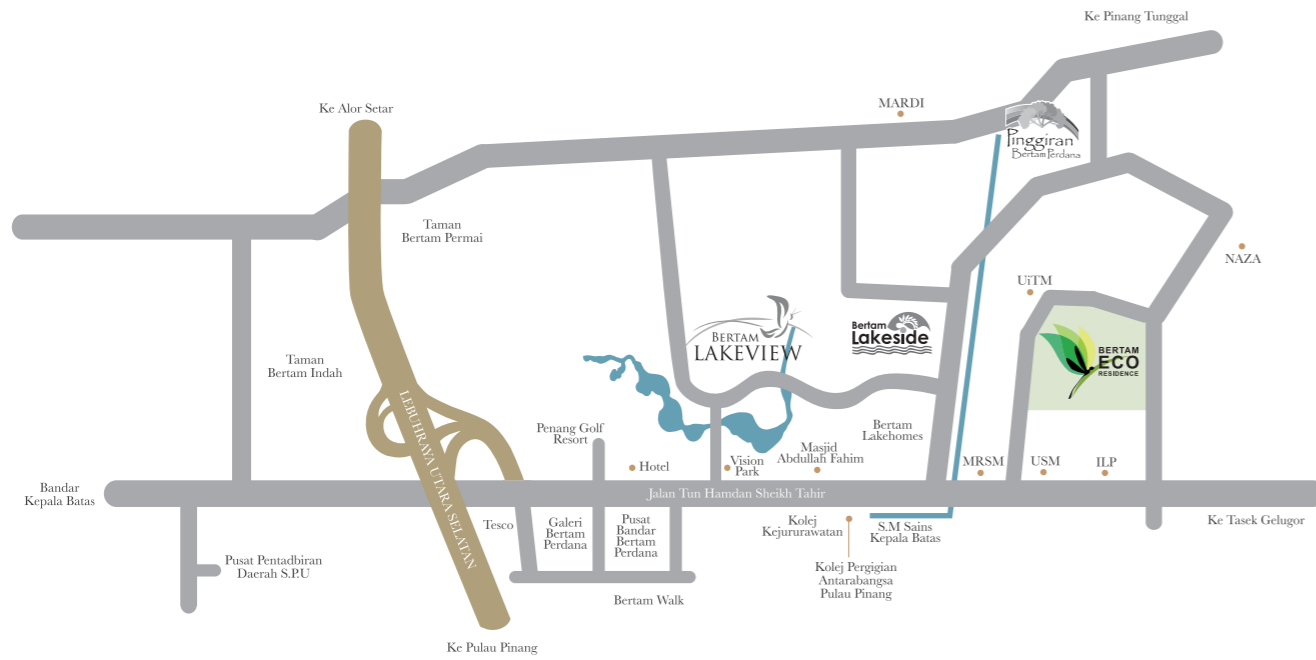 Ke Pinang Tunggal
Ke Alor Setar
MARDI
Pinggiran
Bertam Perdana
Taman
Bertam Permai
NAZA
UiTM
BERTAM
LAKEVIEW
Bertam
Lakeside
BERTAM
ECO
RESIDENCE
Taman
Bertam Indah
LEBUHRAYA UTARA SELATAN
Penang Golf
Resort
Hotel
Vision
Park
Masjid
Abdullah Fahim
Bertam
Lakehomes
MRSM
USM
ILP
Bandar
Kepala Batas
Jalan Tun Hamdan Sheikh Tahir
Ke Tasek Gelugor
Tesco
Galeri
Bertam
Perdana
Pusat
Bandar
Bertam
Perdana
Kolej
Kejururawatan
S.M Sains
Kepala Batas
Pusat Pentadbiran
Daerah S.P.U
Kolej Pergigian
Antarabangsa
Pulau Pinang
Bertam Walk
Ke Pulau Pinang